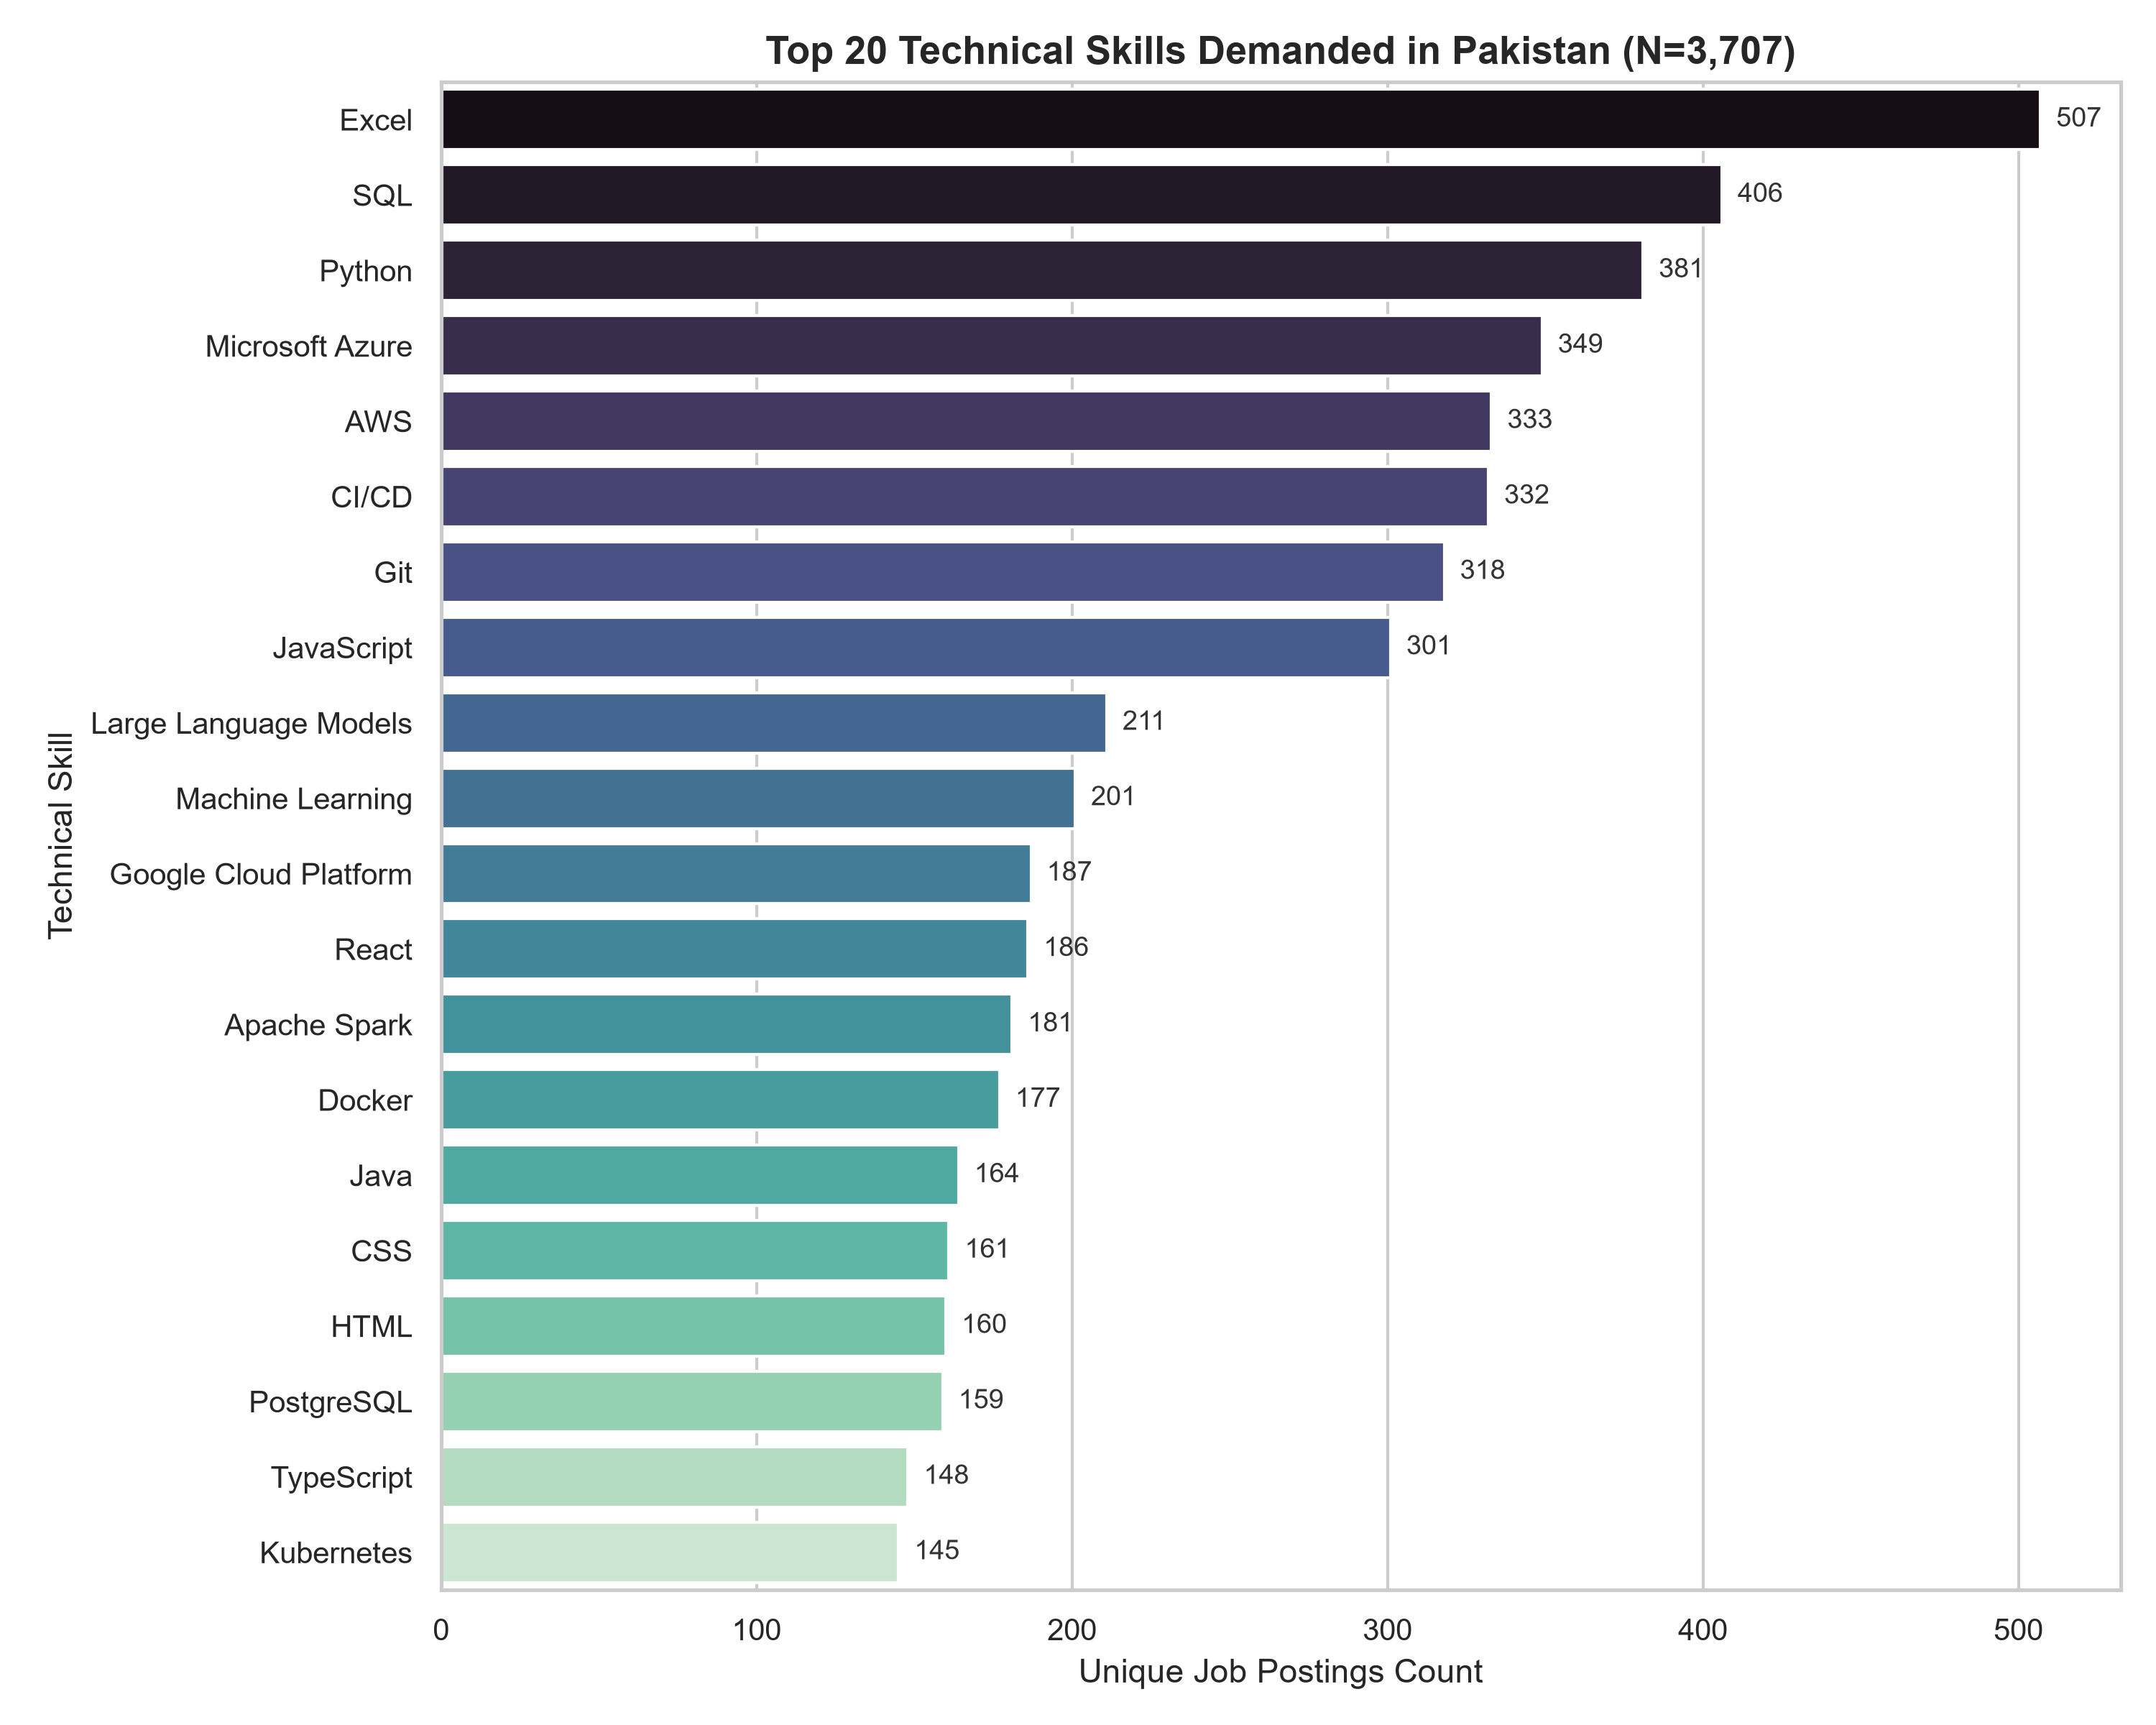 Top 20 Technical Skills Demanded in Pakistan (N=3,707)
Technical Skill
Excel 507
SQL 406
Python 381
Microsoft Azure 349
AWS 333
CI/CD 332
Git 318
JavaScript 301
Large Language Models 211
Machine Learning 201
Google Cloud Platform 187
React 186
Apache Spark 181
Docker 177
Java 164
CSS 161
HTML 160
PostgreSQL 159
TypeScript 148
Kubernetes 145
0 100 200 300 400 500
Unique Job Postings Count